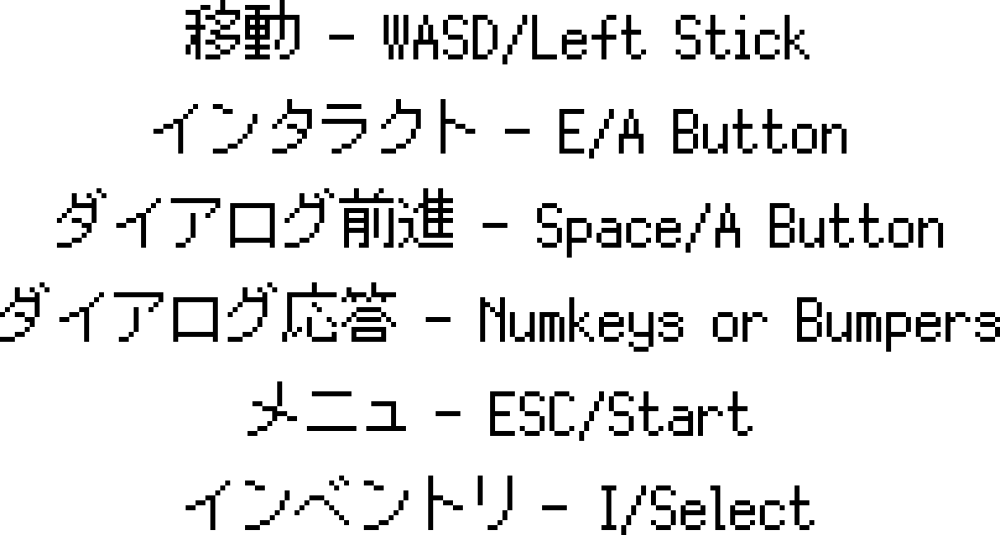 移動 - WASD/Left Stick
インタラクト - E/A Button
ダイアログ前進 - Space/A Button
ダイアログ応答 - Numkeys or Bumpers
メニュ - ESC/Start
インベントリ - I/Select